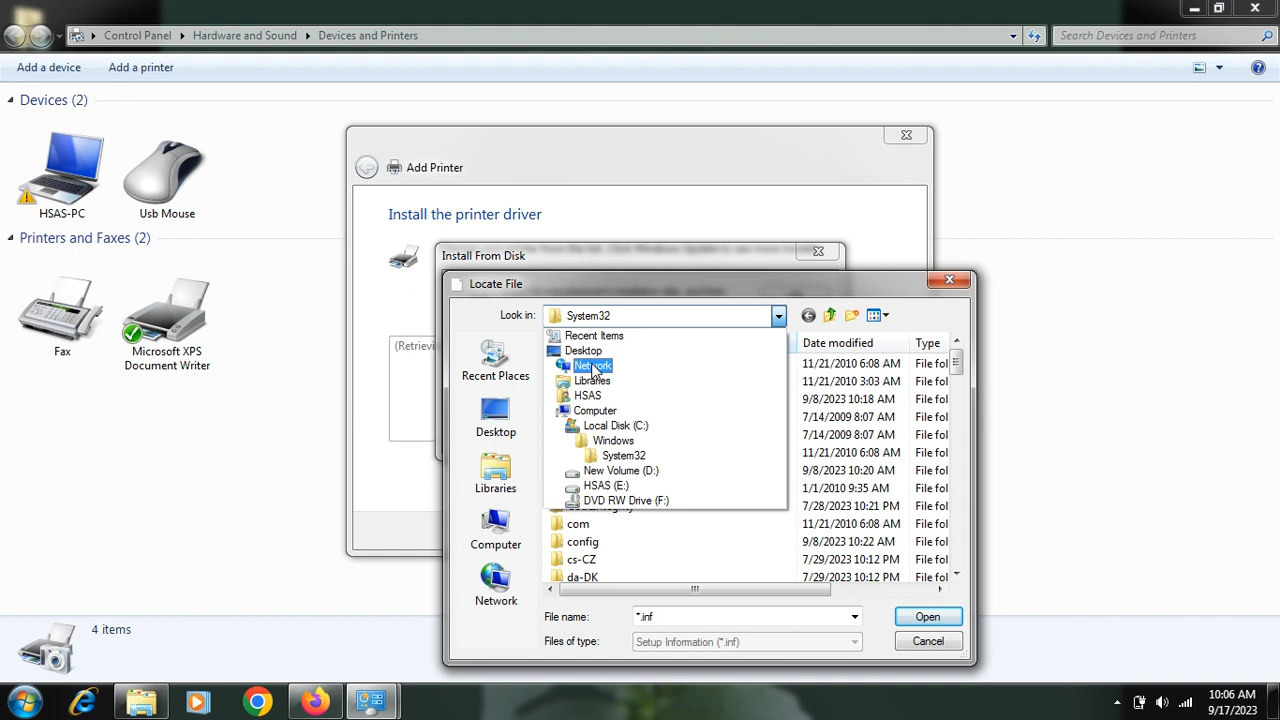 Control Panel
Hardware and Sound
Devices and Printers
Search Devices and Printers
Add a device
Add a printer
Devices (2)
HSAS-PC
Usb Mouse
Printers and Faxes (2)
Fax
Microsoft XPS
Document Writer
4 items
Add Printer
Install the printer driver
Install From Disk
Locate File
Look in:
System32
Recent Items
Desktop
Network
Libraries
HSAS
Computer
Local Disk (C:)
Windows
System32
New Volume (D:)
HSAS (E:)
DVD RW Drive (F:)
Recent Places
Desktop
Libraries
Computer
Network
Date modified
Type
11/21/2010 6:08 AM
File fol
11/21/2010 3:03 AM
File fol
9/8/2023 10:18 AM
File fol
7/14/2009 8:07 AM
File fol
7/14/2009 8:07 AM
File fol
11/21/2010 6:08 AM
File fol
9/8/2023 10:20 AM
File fol
1/1/2010 9:35 AM
File fol
7/28/2023 10:21 PM
File fol
com
11/21/2010 6:08 AM
File fol
config
9/8/2023 10:22 AM
File fol
cs-CZ
7/29/2023 10:12 PM
File fol
da-DK
7/29/2023 10:12 PM
File fol
File name:
*.inf
Open
Files of type:
Setup Information (*.inf)
Cancel
10:06 AM
9/17/2023